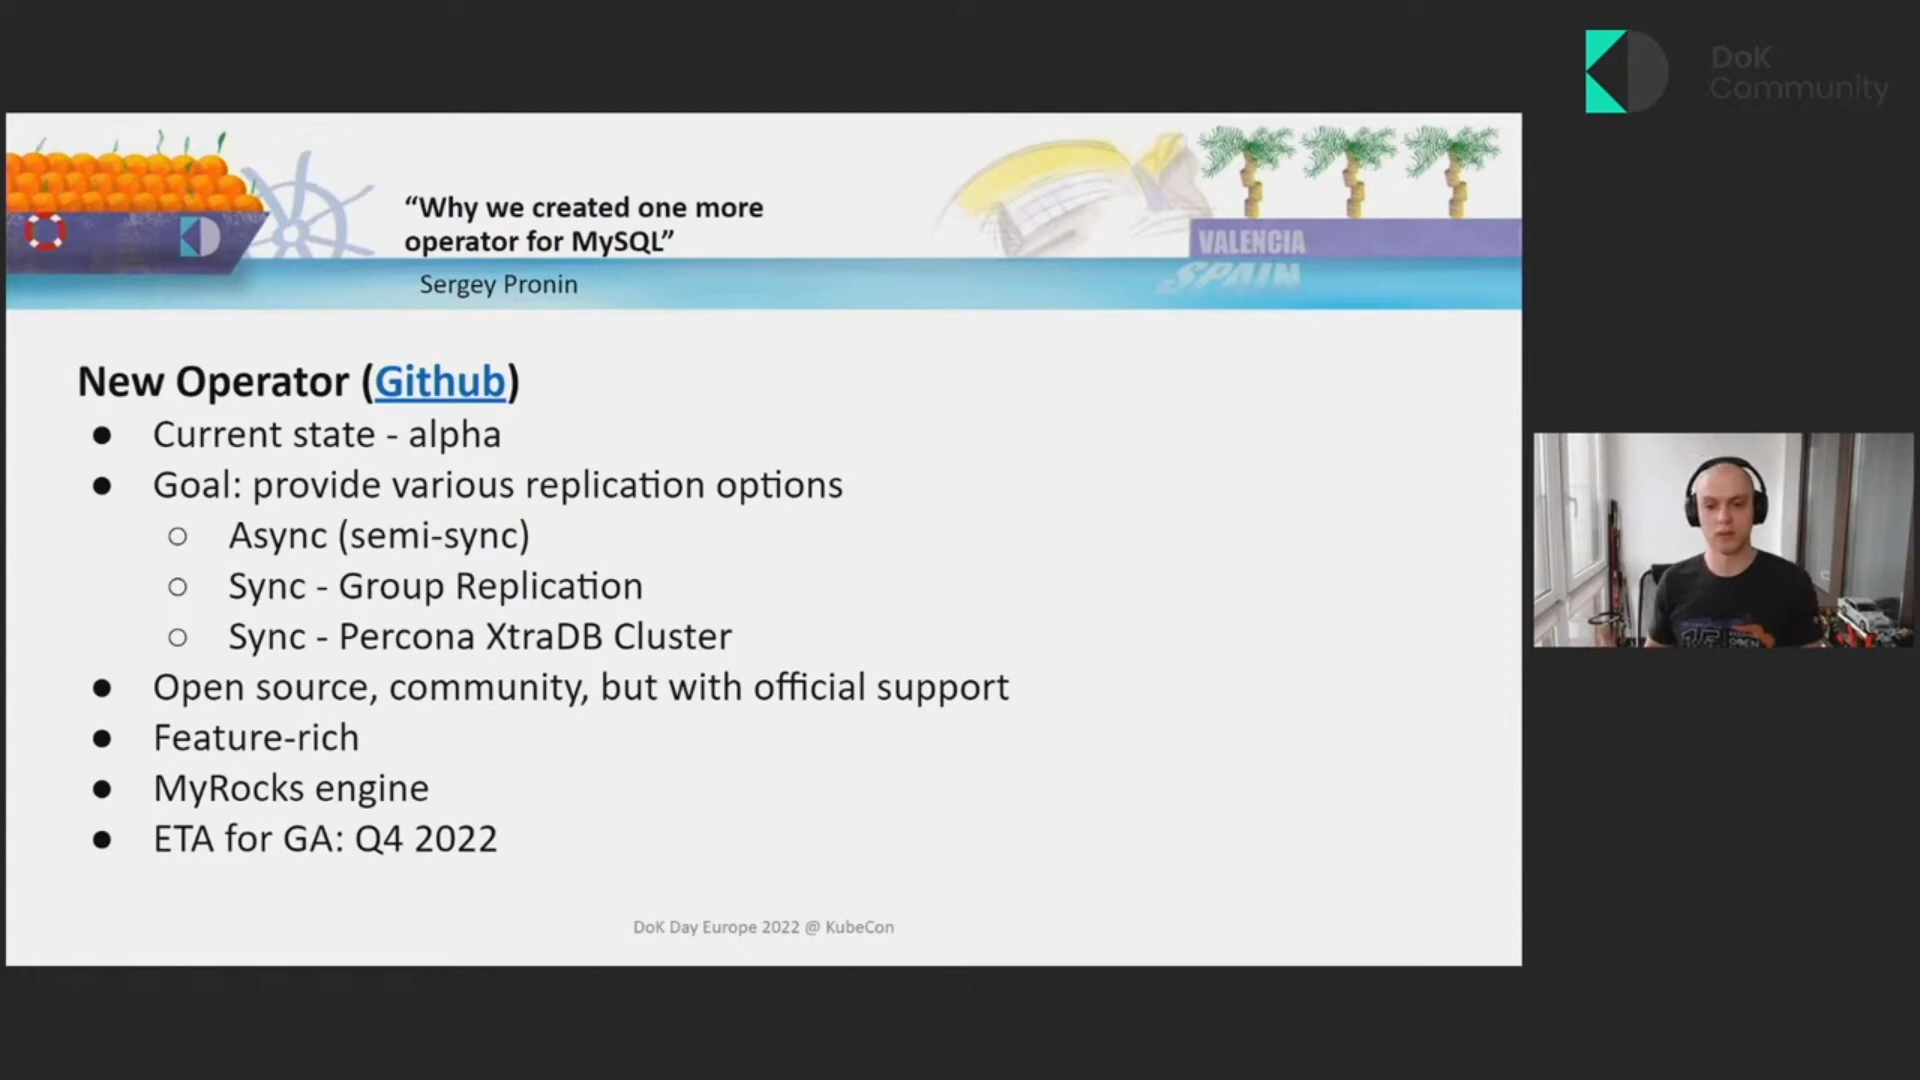 DoK
Community
“Why we created one more
operator for MySQL”
Sergey Pronin
VALENCIA
SPAIN
New Operator (Github)
● Current state - alpha
● Goal: provide various replication options
○ Async (semi-sync)
○ Sync - Group Replication
○ Sync - Percona XtraDB Cluster
● Open source, community, but with official support
● Feature-rich
● MyRocks engine
● ETA for GA: Q4 2022
DoK Day Europe 2022 @ KubeCon